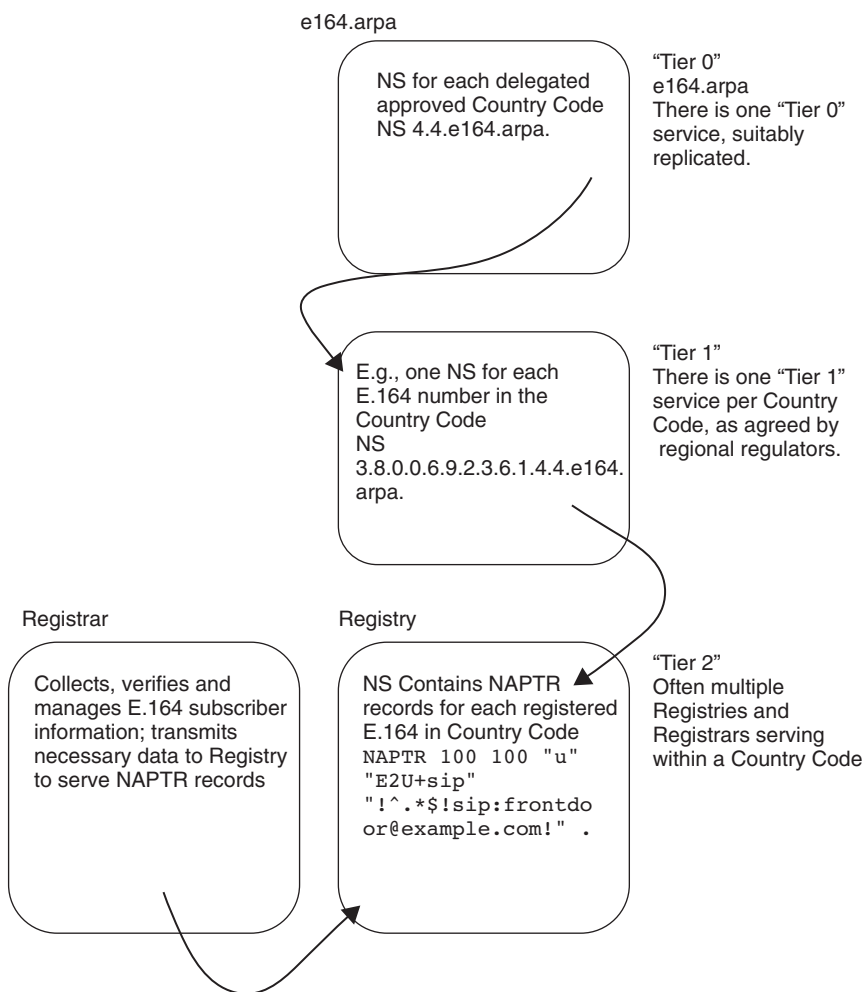 e164.arpa
NS for each delegated
approved Country Code
NS 4.4.e164.arpa.
“Tier 0”
e164.arpa
There is one “Tier 0”
service, suitably
replicated.
E.g., one NS for each
E.164 number in the
Country Code
NS
3.8.0.0.6.9.2.3.6.1.4.4.e164.
arpa.
“Tier 1”
There is one “Tier 1”
service per Country
Code, as agreed by
regional regulators.
Registrar
Collects, verifies and
manages E.164 subscriber
information; transmits
necessary data to Registry
to serve NAPTR records
Registry
NS Contains NAPTR
records for each registered
E.164 in Country Code
NAPTR 100 100 "u"
"E2U+sip"
"!^.*$!sip:frontdo
or@example.com!" .
“Tier 2”
Often multiple
Registries and
Registrars serving
within a Country Code